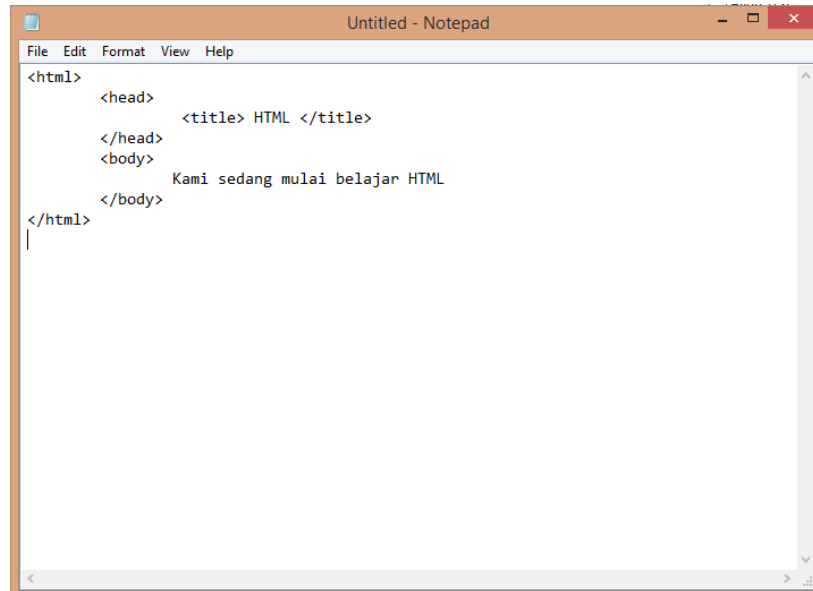 Untitled - Notepad
File Edit Format View Help
<html>
<head>
<title> HTML </title>
</head>
<body>
Kami sedang mulai belajar HTML
</body>
</html>